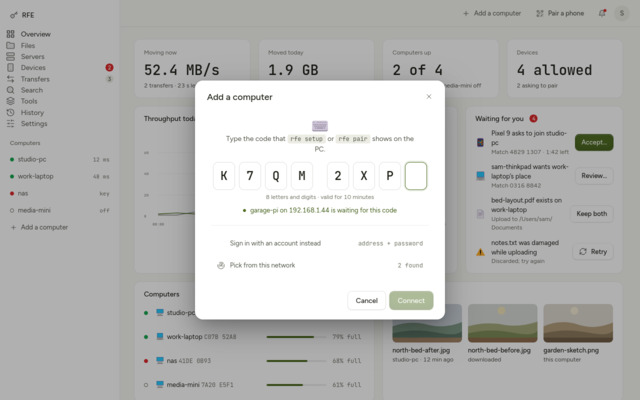 RFE
Add a computer
Pair a phone
S
Overview
Files
Servers
Devices 2
Transfers 3
Search
Tools
History
Settings
Computers
studio-pc 12 ms
work-laptop 48 ms
nas key
media-mini off
Add a computer
Moving now
52.4 MB/s
2 transfers · 23 s
Moved today
1.9 GB
Computers up
2 of 4
media-mini off
Devices
4 allowed
2 asking to pair
Throughput
Add a computer
Type the code that rfe setup or rfe pair shows on the
PC.
K 7 Q M 2 X P
8 letters and digits · valid for 10 minutes
garage-pi on 192.168.1.44 is waiting for this code
Sign in with an account instead address + password
Pick from this network 2 found
Cancel
Connect
Waiting for you 4
Pixel 9 asks to join studio-
pc
Match 4829 1307 · 1:42 left
Accept...
sam-thinkpad wants work-
laptop's place
Match 0316 8842
Review...
bed-layout.pdf exists on
work-laptop
Upload to /Users/sam/
Documents
Keep both
notes.txt was damaged
while uploading
Discarded; try again
Retry
Computers
studio-pc
work-laptop 79% full
nas 41DE 0B93 68% full
media-mini 7A20 E5F1 61% full
north-bed-after.jpg
studio-pc · 12 min ago
north-bed-before.jpg
downloaded
garden-sketch.png
this computer